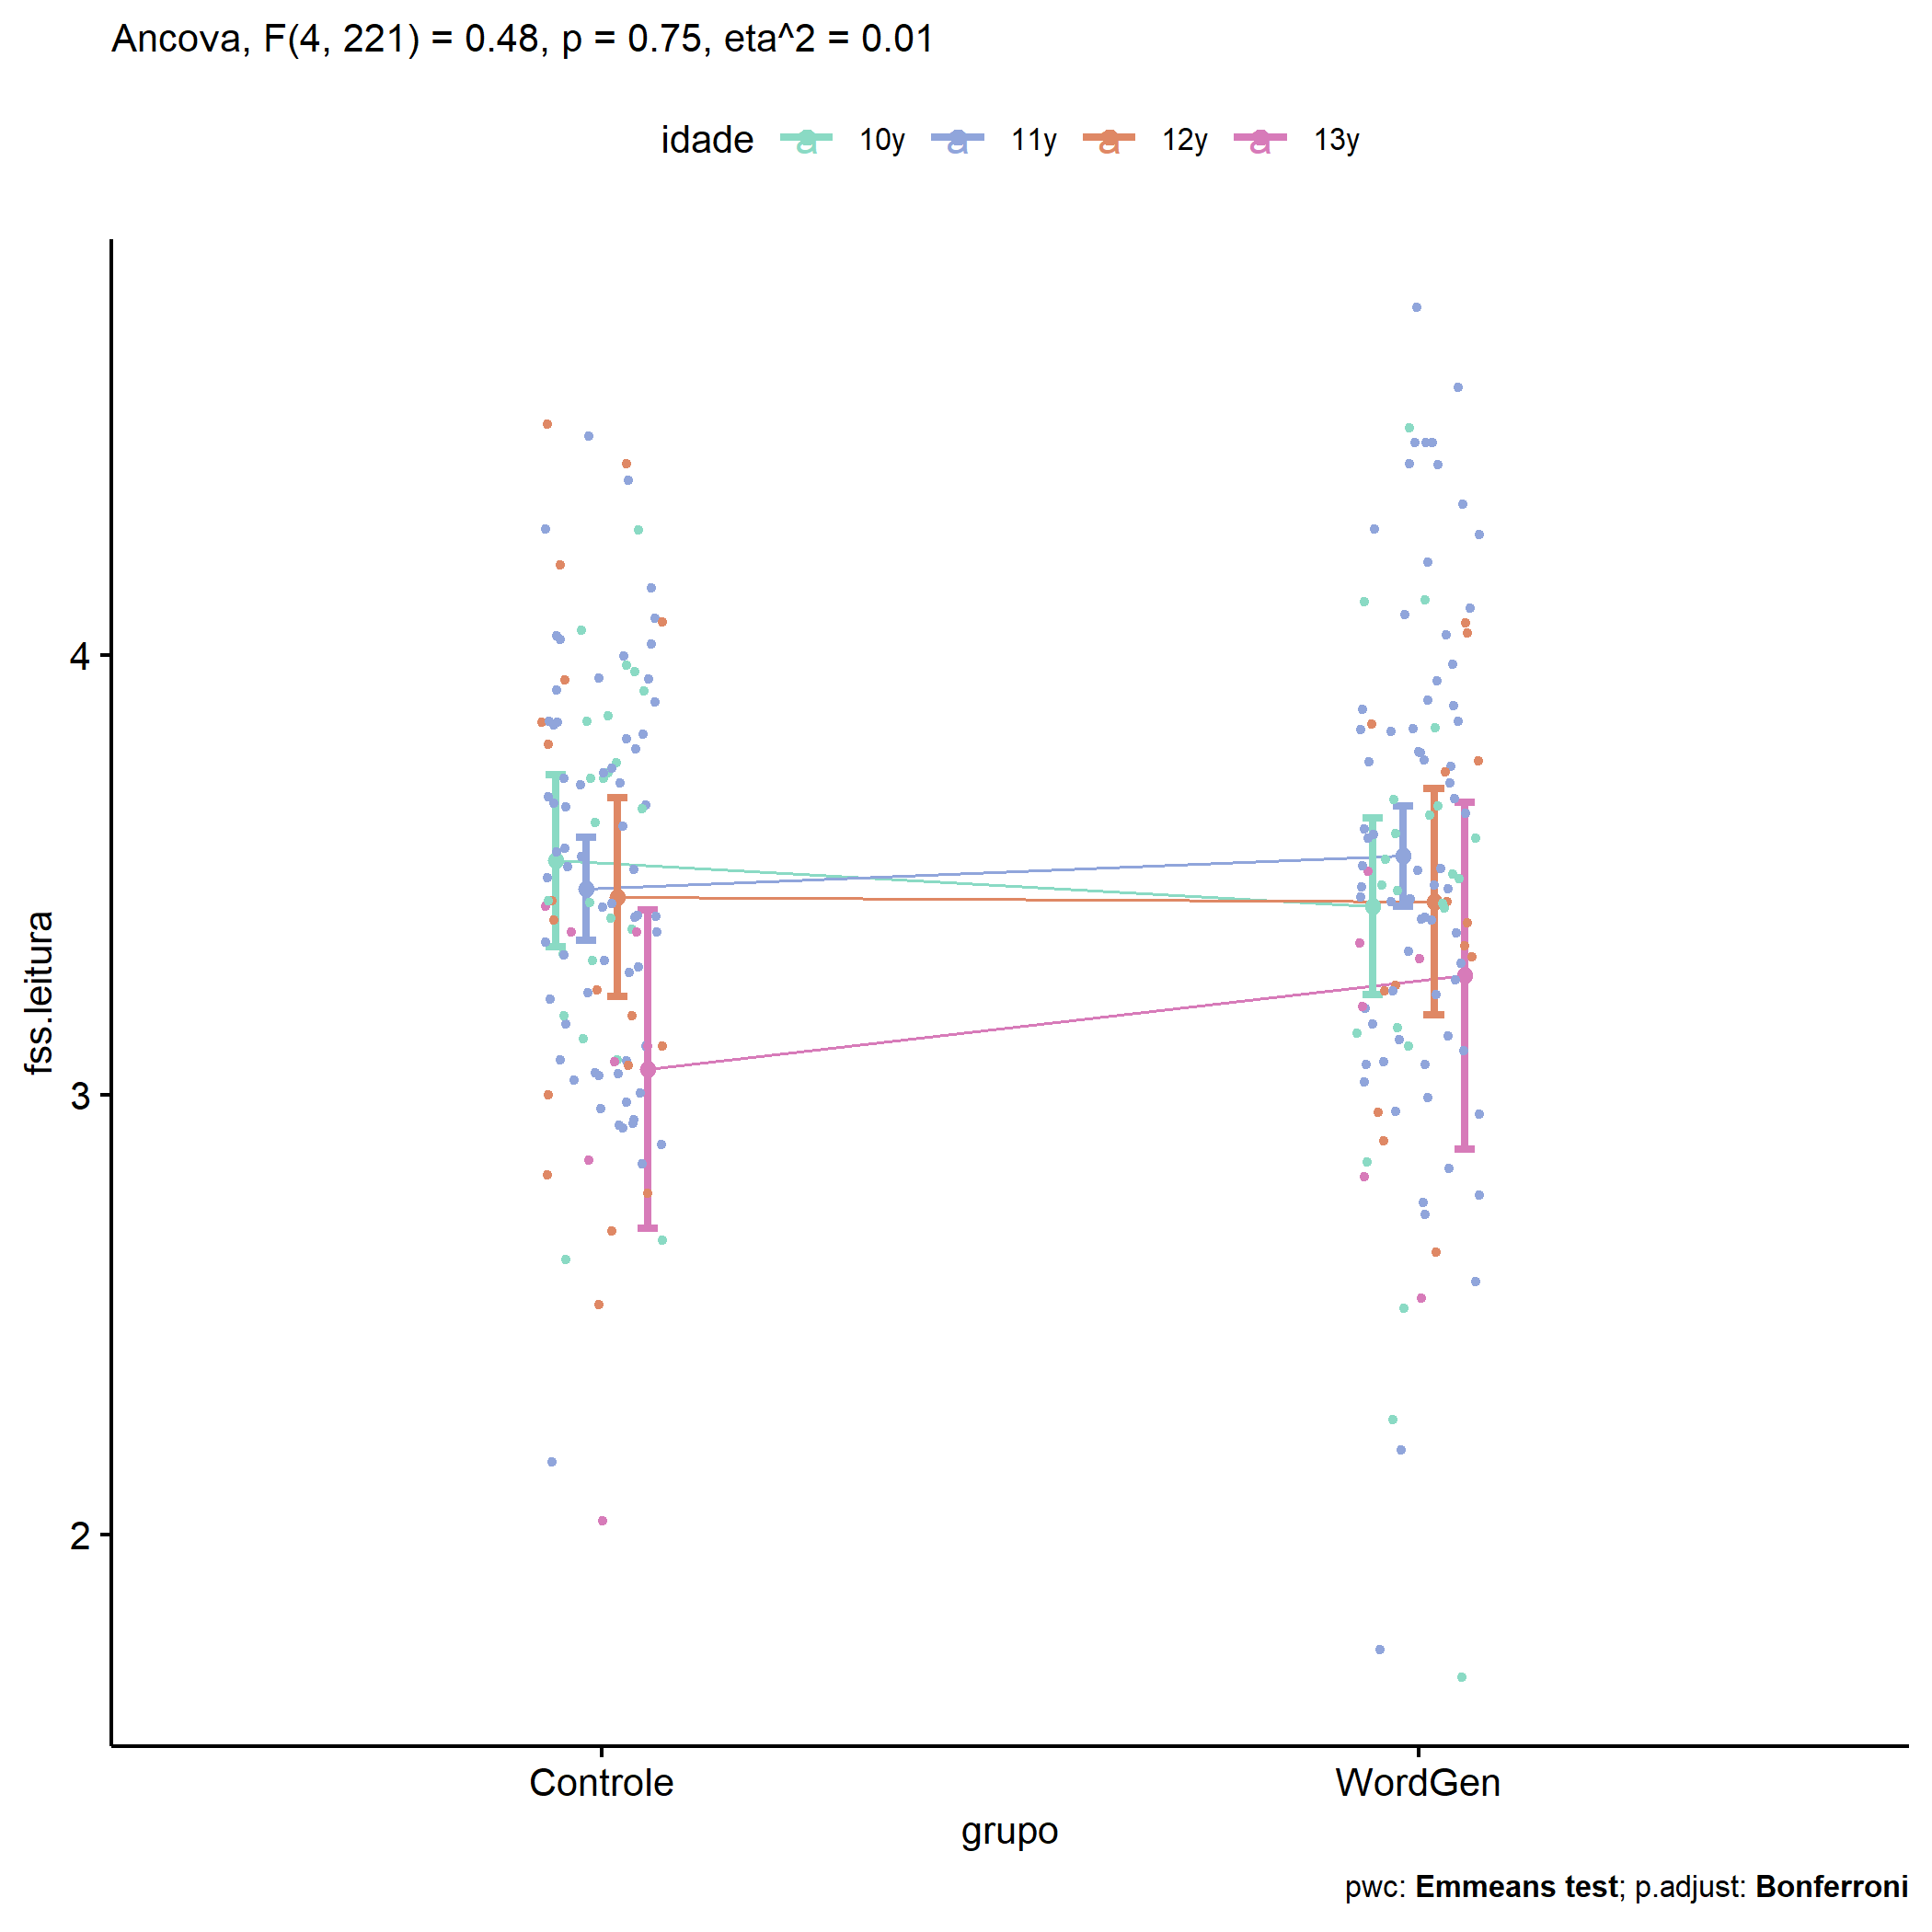 Ancova, F(4, 221) = 0.48, p = 0.75, eta^2 = 0.01
idade a 10y a 11y a 12y a 13y
fss.leitura
4
3
2
Controle WordGen
grupo
pwc: Emmeans test; p.adjust: Bonferroni